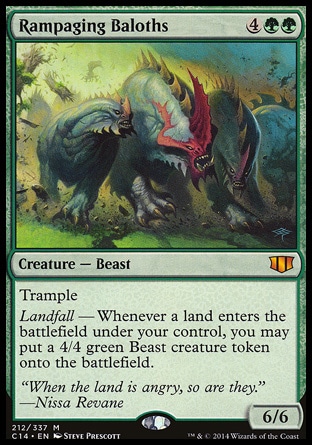 Rampaging Baloths 4
Creature — Beast
Trample
Landfall — Whenever a land enters the
battlefield under your control, you may
put a 4/4 green Beast creature token
onto the battlefield.
“When the land is angry, so are they.”
—Nissa Revane
6/6
212/337 M
C14 • EN Steve Prescott ™ & © 2014 Wizards of the Coast